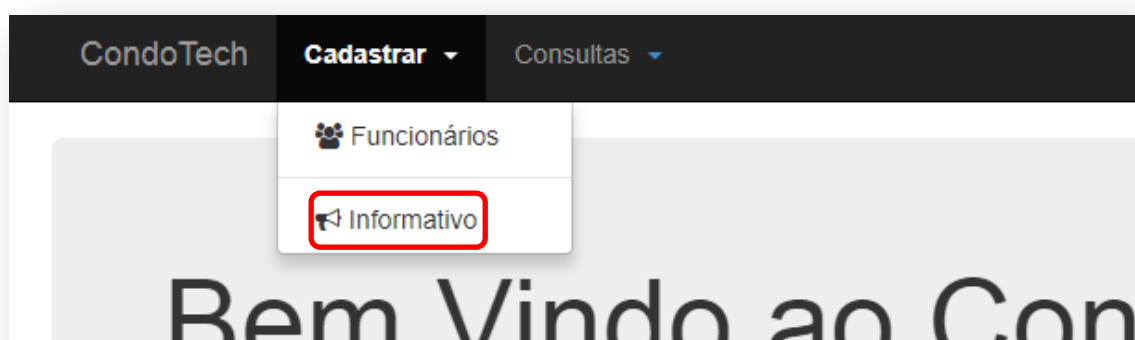 CondoTech Cadastrar Consultas
Funcionários
Informativo
Bem Vindo ao Con